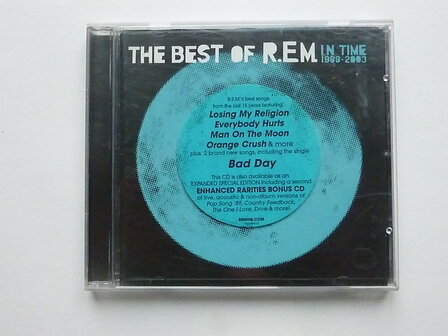 THE BEST OF R.E.M. IN TIME
1988-2003
R.E.M.'s best songs
from the last 15 years featuring:
Losing My Religion
Everybody Hurts
Man On The Moon
Orange Crush & more
plus 2 brand new songs, including the single
Bad Day
This CD is also available as an
EXPANDED SPECIAL EDITION including a second
ENHANCED RARITIES BONUS CD
of live, acoustic & non-album versions of
Pop Song '89, Country Feedback,
The One I Love, Drive & more!
REMHQ.COM